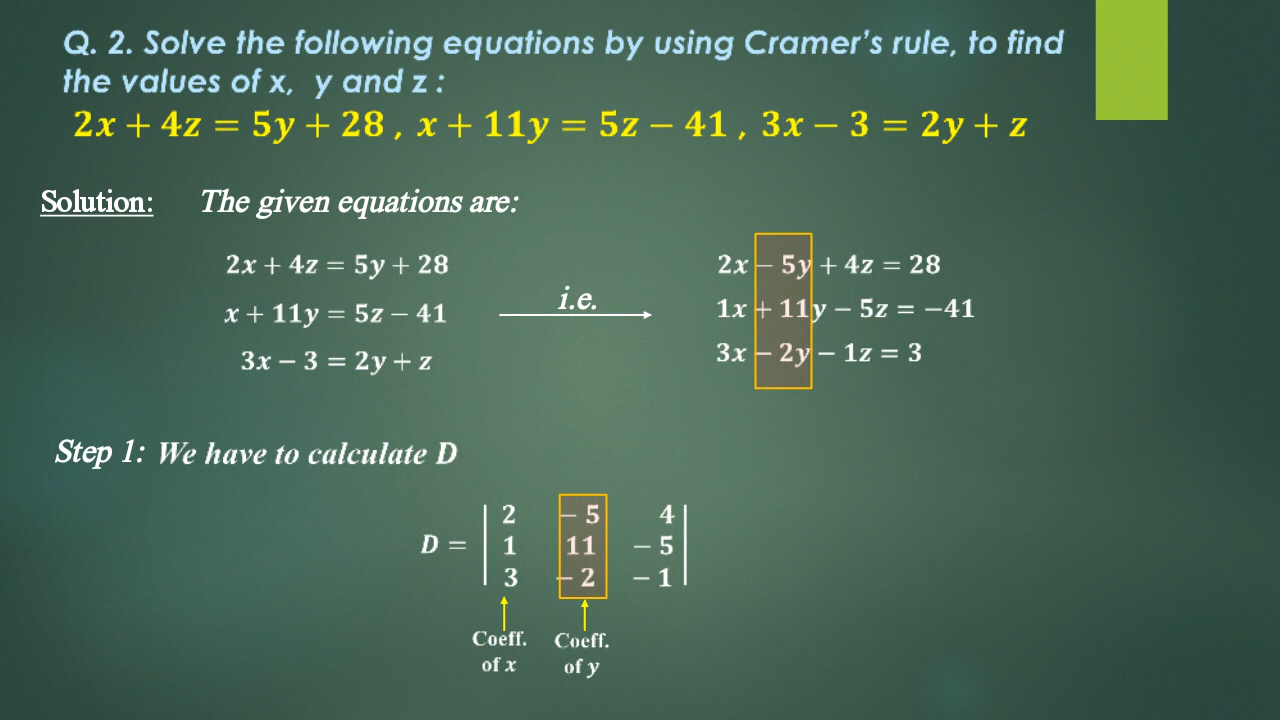 Q. 2. Solve the following equations by using Cramer's rule, to find
the values of x, y and z :
2x + 4z = 5y + 28 , x + 11y = 5z − 41 , 3x − 3 = 2y + z
Solution: The given equations are:
2x + 4z = 5y + 28
x + 11y = 5z − 41
3x − 3 = 2y + z
i.e.
2x − 5y + 4z = 28
1x + 11y − 5z = −41
3x − 2y − 1z = 3
Step 1: We have to calculate D
D = | 2 − 5 4 |
| 1 11 − 5 |
| 3 − 2 − 1 |
Coeff. of x
Coeff. of y